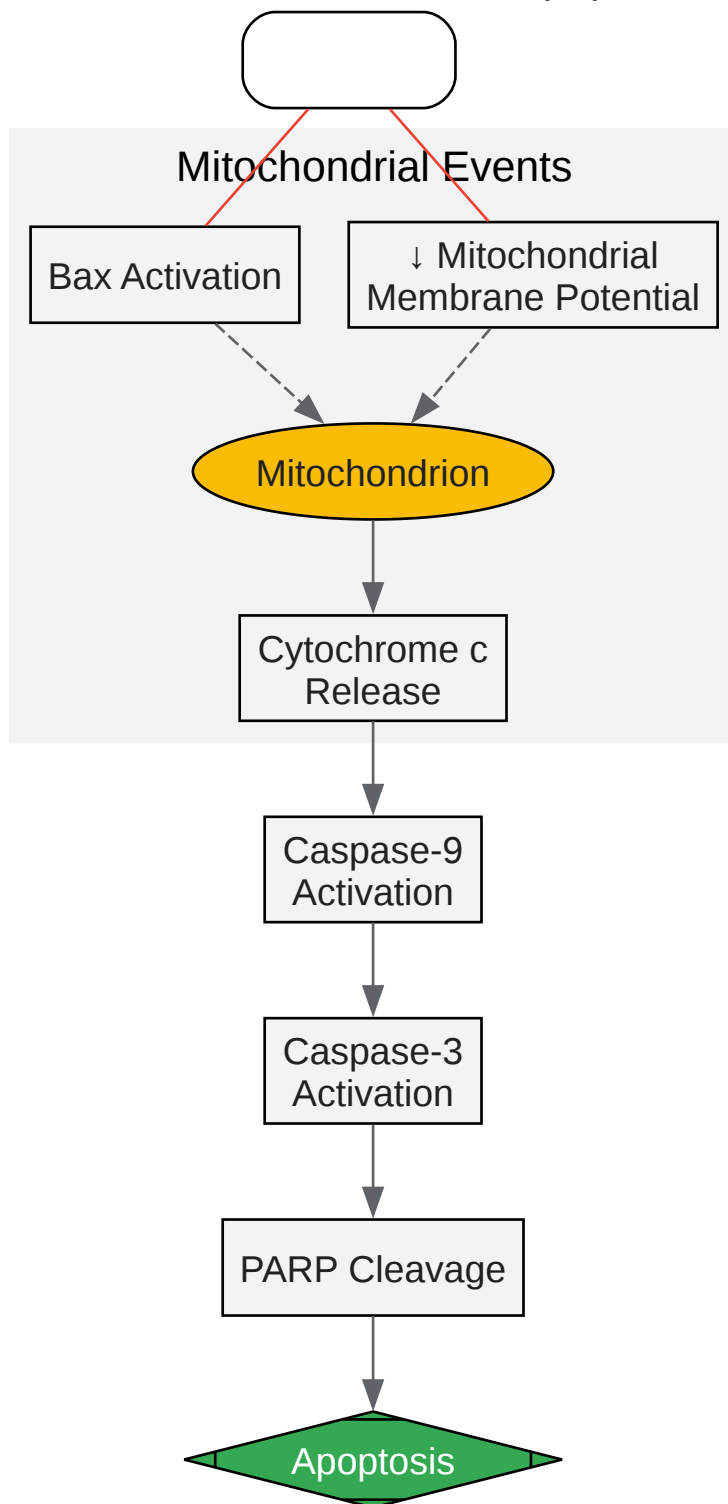 Mitochondrial Events
Bax Activation
↓ Mitochondrial
Membrane Potential
Mitochondrion
Cytochrome c
Release
Caspase-9
Activation
Caspase-3
Activation
PARP Cleavage
Apoptosis